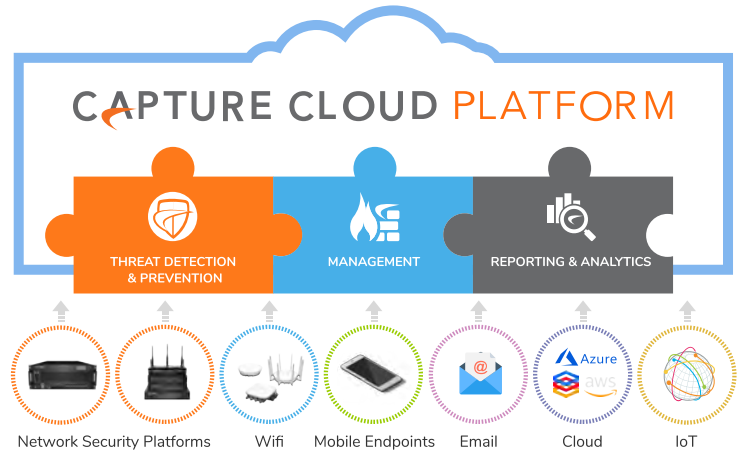 CAPTURE CLOUD PLATFORM
THREAT DETECTION
& PREVENTION
MANAGEMENT
REPORTING & ANALYTICS
@
Azure
aws
Network Security Platforms
Wifi
Mobile Endpoints
Email
Cloud
IoT